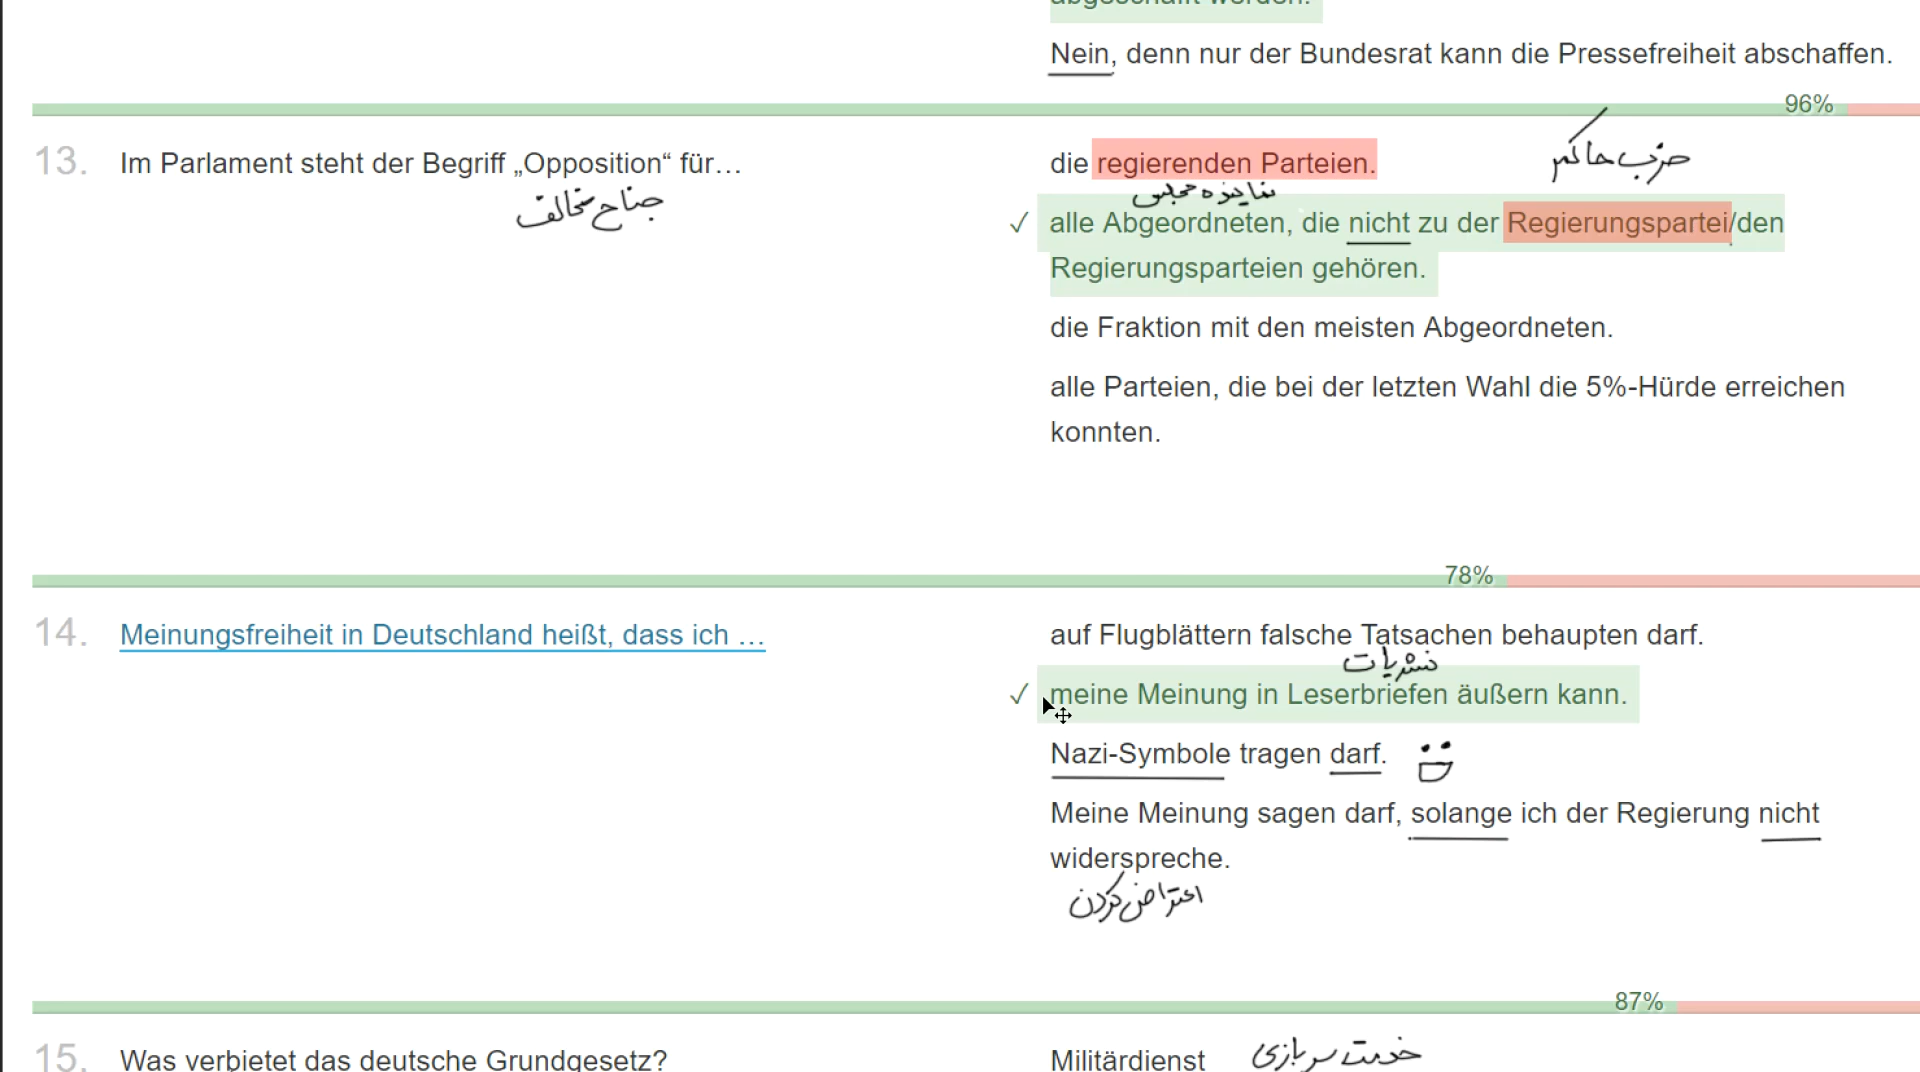 abgeschafft werden.
Nein, denn nur der Bundesrat kann die Pressefreiheit abschaffen.
96%
13. Im Parlament steht der Begriff „Opposition“ für…
جناح مخالف
die regierenden Parteien.
حزب حاکم
نماینده مجلس
✓ alle Abgeordneten, die nicht zu der Regierungspartei/den
Regierungsparteien gehören.
die Fraktion mit den meisten Abgeordneten.
alle Parteien, die bei der letzten Wahl die 5%-Hürde erreichen
konnten.
78%
14. Meinungsfreiheit in Deutschland heißt, dass ich …
auf Flugblättern falsche Tatsachen behaupten darf.
نشریات
✓ meine Meinung in Leserbriefen äußern kann.
Nazi-Symbole tragen darf.
Meine Meinung sagen darf, solange ich der Regierung nicht
widerspreche.
اعتراض کردن
87%
15. Was verbietet das deutsche Grundgesetz?
Militärdienst
خدمت سربازی